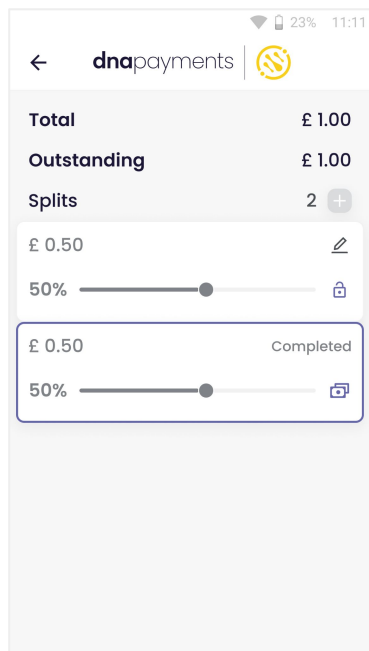 23% 11:11
dnapayments
Total £ 1.00
Outstanding £ 1.00
Splits 2 +
£ 0.50
50%
£ 0.50 Completed
50%